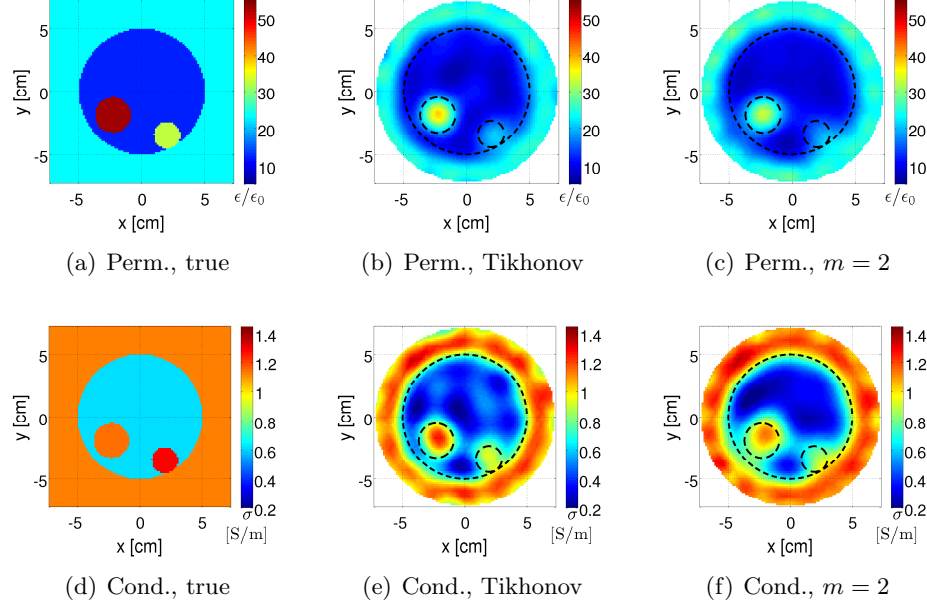 5
0
-5
y [cm]
-5
0
5
x [cm]
50
40
30
20
10
ϵ/ϵ0
(a) Perm., true
5
0
-5
y [cm]
-5
0
5
x [cm]
50
40
30
20
10
ϵ/ϵ0
(b) Perm., Tikhonov
5
0
-5
y [cm]
-5
0
5
x [cm]
50
40
30
20
10
ϵ/ϵ0
(c) Perm., m = 2
5
0
-5
y [cm]
-5
0
5
x [cm]
1.4
1.2
1
0.8
0.6
0.4
0.2
σ
[S/m]
(d) Cond., true
5
0
-5
y [cm]
-5
0
5
x [cm]
1.4
1.2
1
0.8
0.6
0.4
0.2
σ
[S/m]
(e) Cond., Tikhonov
5
0
-5
y [cm]
-5
0
5
x [cm]
1.4
1.2
1
0.8
0.6
0.4
0.2
σ
[S/m]
(f) Cond., m = 2